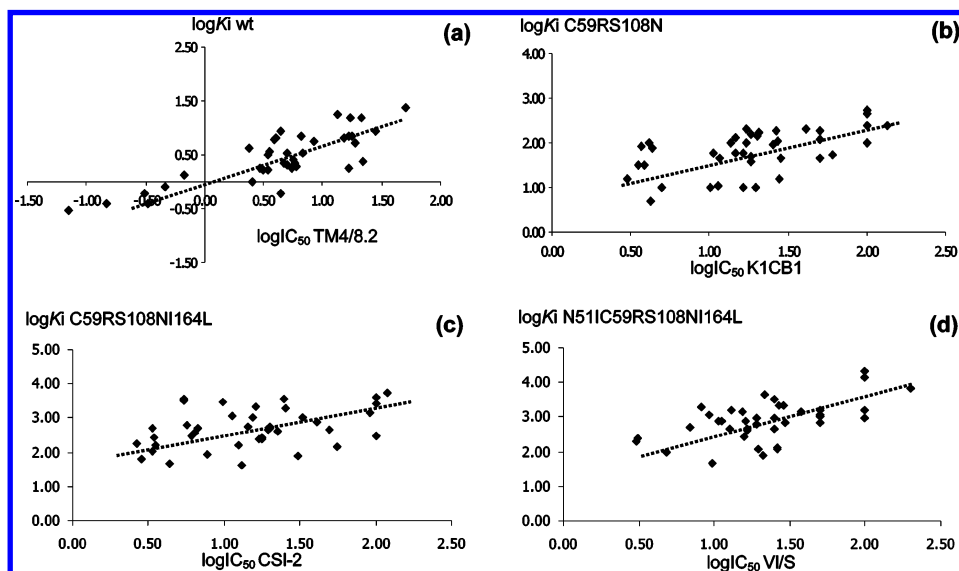 logKi wt
(a)
2.50
1.50
0.50
-1.50 -1.00 -0.50 0.00 0.50 1.00 1.50 2.00
-0.50
-1.50
logIC50 TM4/8.2
logKi C59RS108N
(b)
4.00
3.00
2.00
1.00
0.00
0.00 0.50 1.00 1.50 2.00 2.50
logIC50 K1CB1
logKi C59RS108NI164L
(c)
5.00
4.00
3.00
2.00
1.00
0.00
0.00 0.50 1.00 1.50 2.00 2.50
logIC50 CSI-2
logKi N51IC59RS108NI164L
(d)
5.00
4.00
3.00
2.00
1.00
0.00
0.00 0.50 1.00 1.50 2.00 2.50
logIC50 VI/S